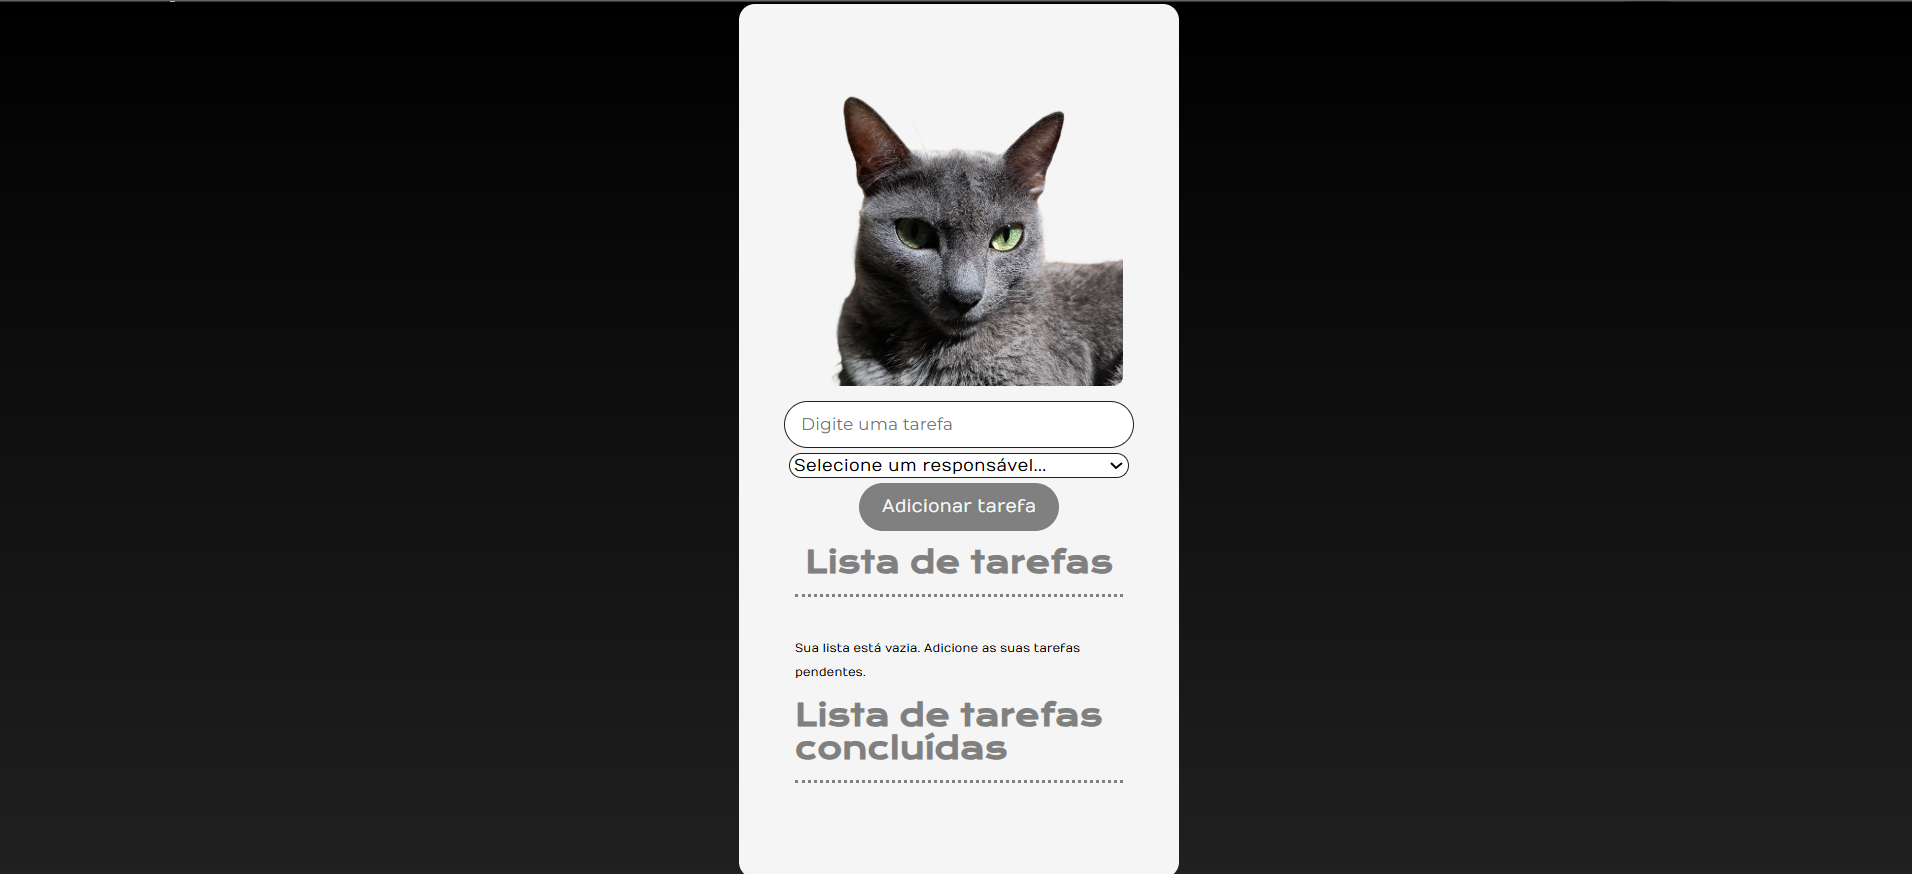 Digite uma tarefa
Selecione um responsável...
Adicionar tarefa
Lista de tarefas
Sua lista está vazia. Adicione as suas tarefas
pendentes.
Lista de tarefas
concluídas